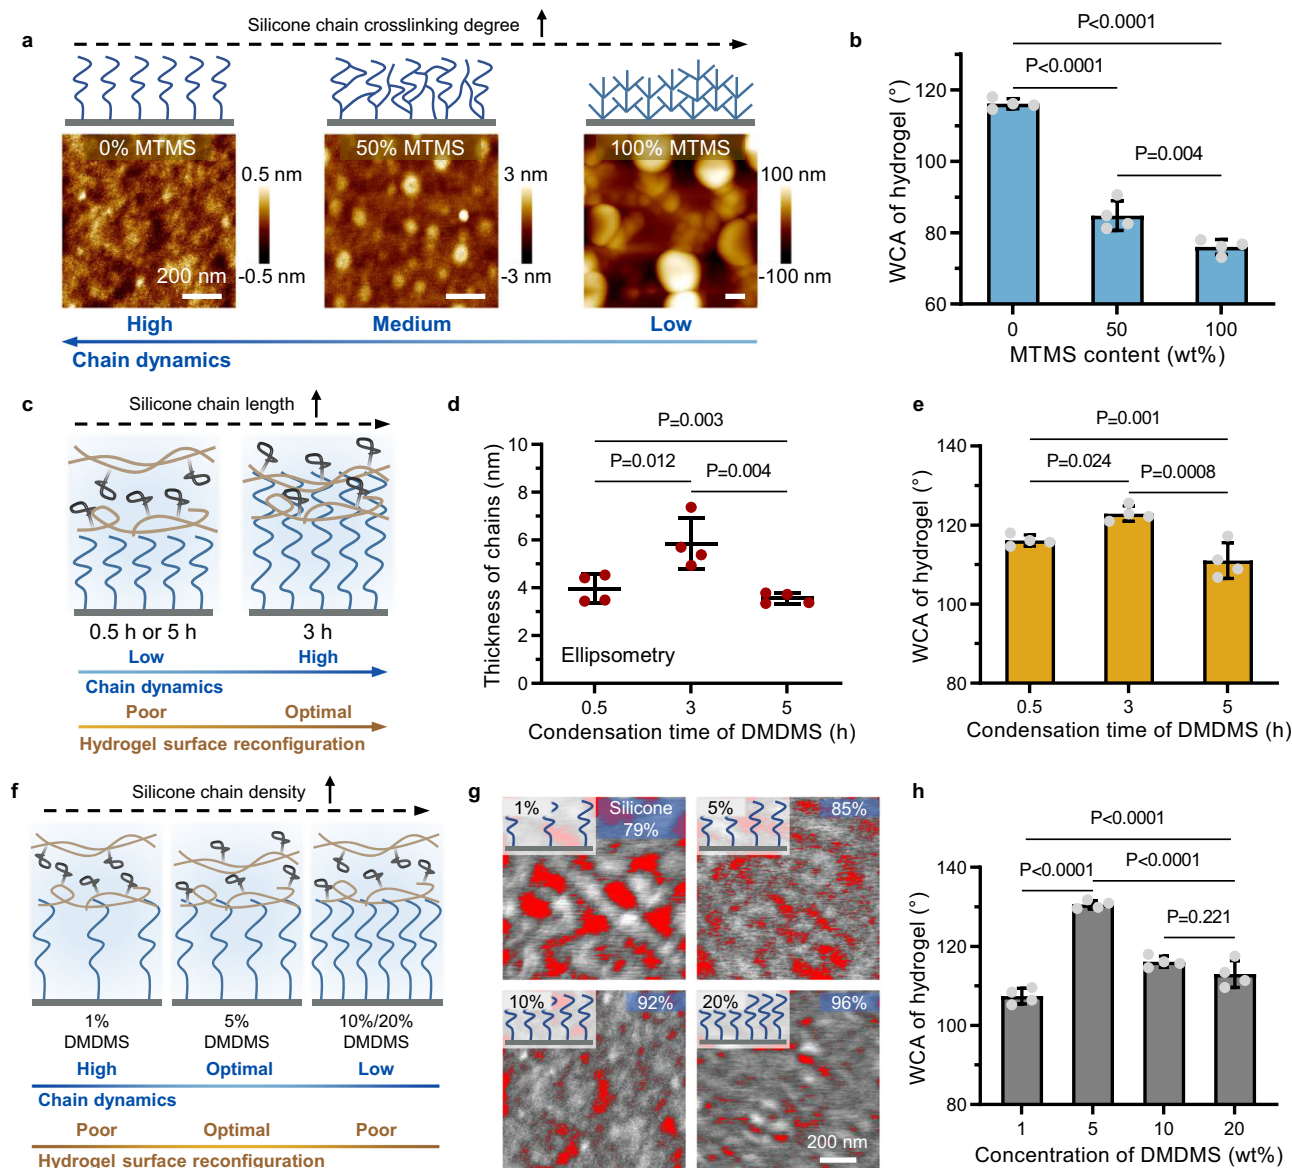 a
Silicone chain crosslinking degree
0% MTMS
50% MTMS
100% MTMS
0.5 nm
-0.5 nm
3 nm
-3 nm
100 nm
-100 nm
200 nm
High
Medium
Low
Chain dynamics
b
P<0.0001
P<0.0001
P=0.004
WCA of hydrogel (°)
120
100
80
60
0
50
100
MTMS content (wt%)
c
Silicone chain length
0.5 h or 5 h
3 h
Low
High
Chain dynamics
Poor
Optimal
Hydrogel surface reconfiguration
d
P=0.003
P=0.012
P=0.004
Thickness of chains (nm)
10
8
6
4
2
0
Ellipsometry
0.5
3
5
Condensation time of DMDMS (h)
e
P=0.001
P=0.024
P=0.0008
WCA of hydrogel (°)
140
120
100
80
0.5
3
5
Condensation time of DMDMS (h)
f
Silicone chain density
1%
DMDMS
5%
DMDMS
10%/20%
DMDMS
High
Optimal
Low
Chain dynamics
Poor
Optimal
Poor
Hydrogel surface reconfiguration
g
1%
Silicone
79%
5%
85%
10%
92%
20%
96%
200 nm
h
P<0.0001
P<0.0001
P<0.0001
P=0.221
WCA of hydrogel (°)
140
120
100
80
1
5
10
20
Concentration of DMDMS (wt%)